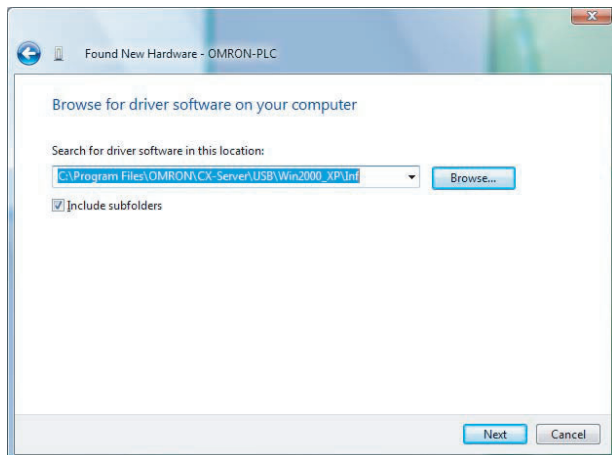 Found New Hardware - OMRON-PLC
Browse for driver software on your computer
Search for driver software in this location:
C:\Program Files\OMRON\CX-Server\USB\Win2000_XP\Inf
Browse...
Include subfolders
Next
Cancel